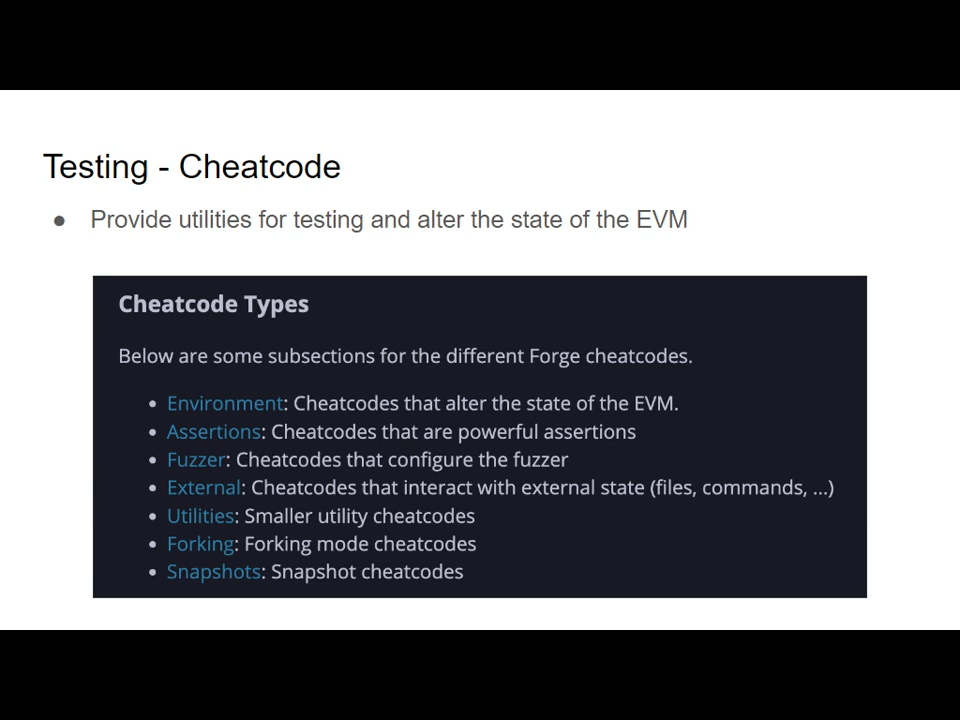 Testing - Cheatcode
● Provide utilities for testing and alter the state of the EVM
Cheatcode Types
Below are some subsections for the different Forge cheatcodes.
• Environment: Cheatcodes that alter the state of the EVM.
• Assertions: Cheatcodes that are powerful assertions
• Fuzzer: Cheatcodes that configure the fuzzer
• External: Cheatcodes that interact with external state (files, commands, ...)
• Utilities: Smaller utility cheatcodes
• Forking: Forking mode cheatcodes
• Snapshots: Snapshot cheatcodes